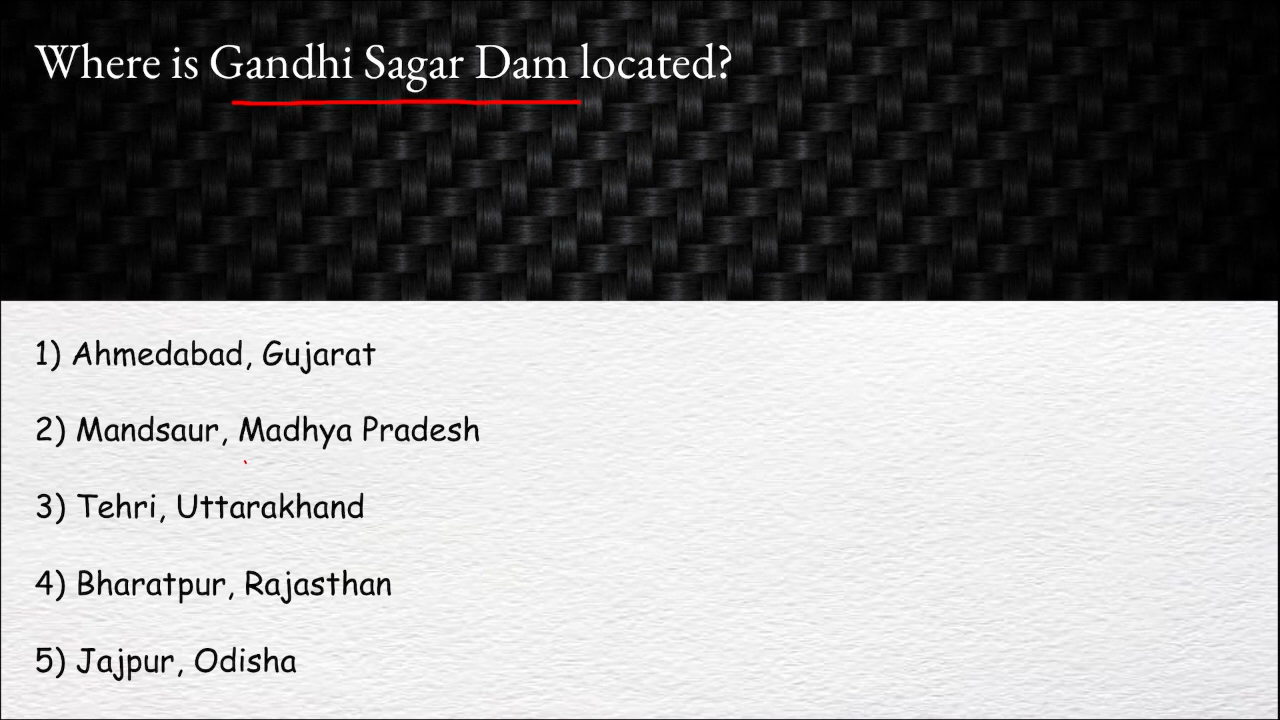 Where is Gandhi Sagar Dam located?
1) Ahmedabad, Gujarat
2) Mandsaur, Madhya Pradesh
3) Tehri, Uttarakhand
4) Bharatpur, Rajasthan
5) Jajpur, Odisha